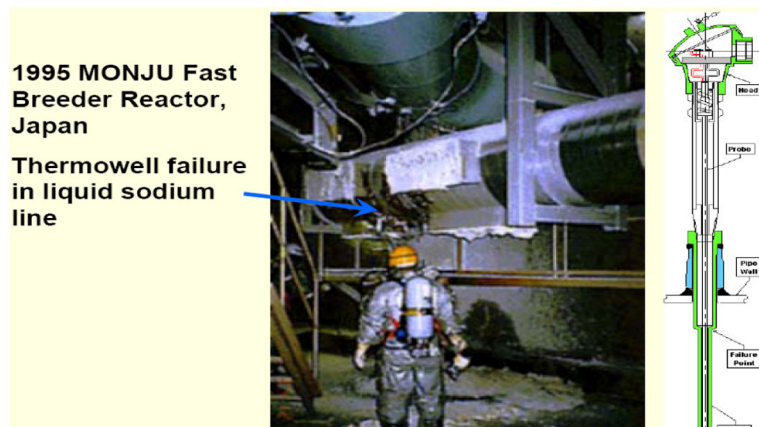 1995 MONJU Fast
Breeder Reactor,
Japan
Thermowell failure
in liquid sodium
line
Head
Probe
Pipe
Wall
Failure
Point